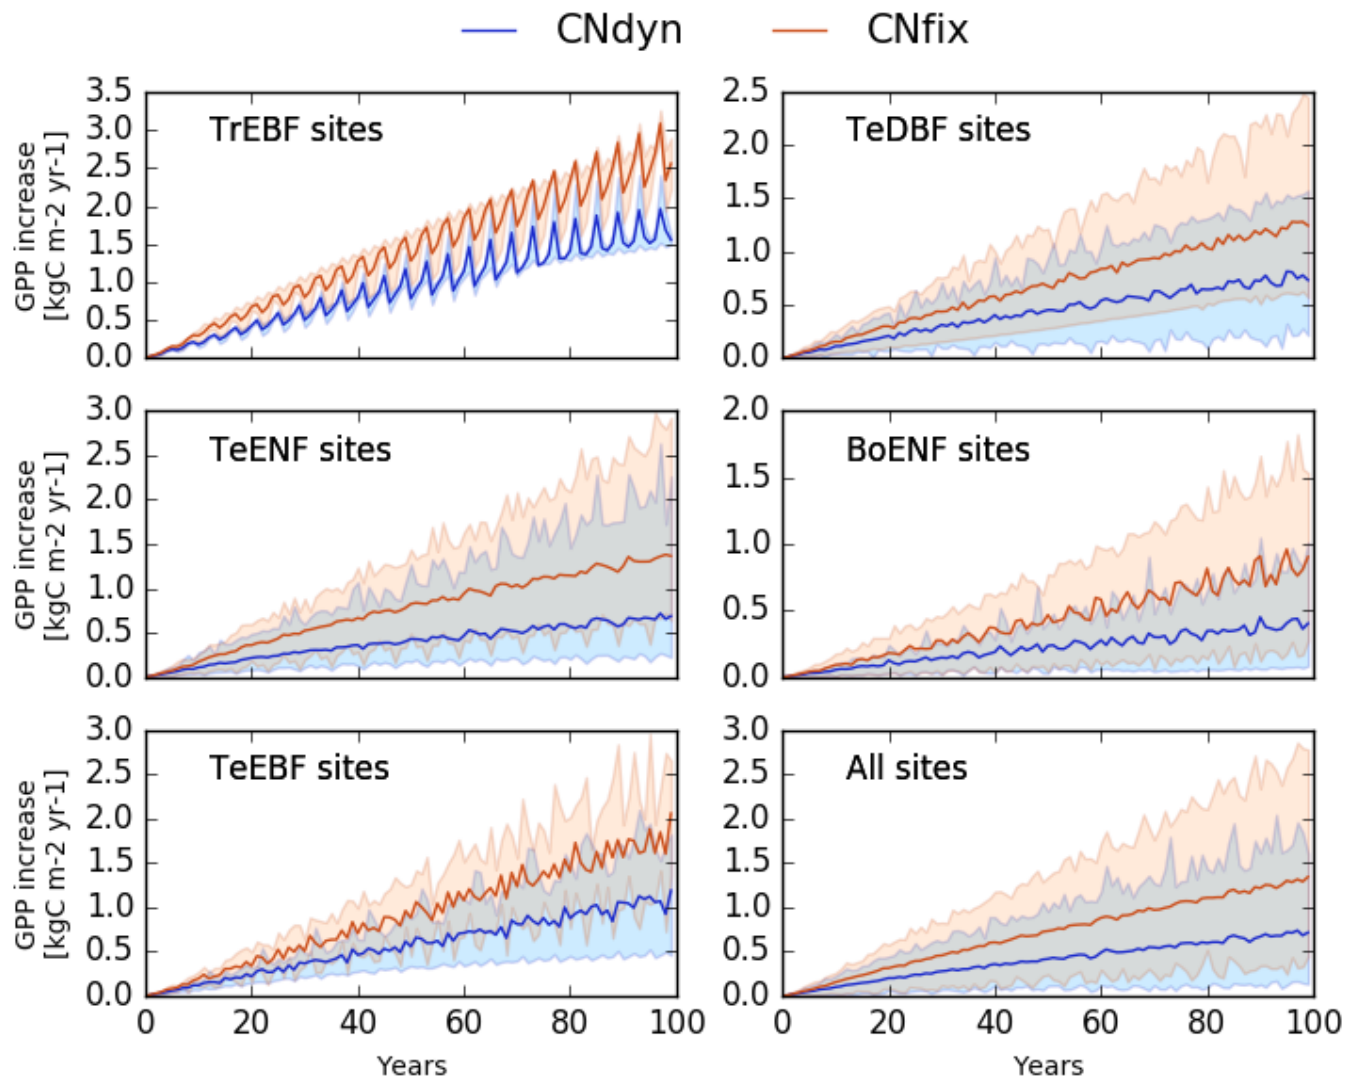 CNdyn CNfix
TrEBF sites
GPP increase
[kgC m-2 yr-1]
3.5
3.0
2.5
2.0
1.5
1.0
0.5
0.0
TeDBF sites
2.5
2.0
1.5
1.0
0.5
0.0
TeENF sites
GPP increase
[kgC m-2 yr-1]
3.0
2.5
2.0
1.5
1.0
0.5
0.0
BoENF sites
2.0
1.5
1.0
0.5
0.0
TeEBF sites
GPP increase
[kgC m-2 yr-1]
3.0
2.5
2.0
1.5
1.0
0.5
0.0
0 20 40 60 80 100
Years
All sites
3.0
2.5
2.0
1.5
1.0
0.5
0.0
0 20 40 60 80 100
Years